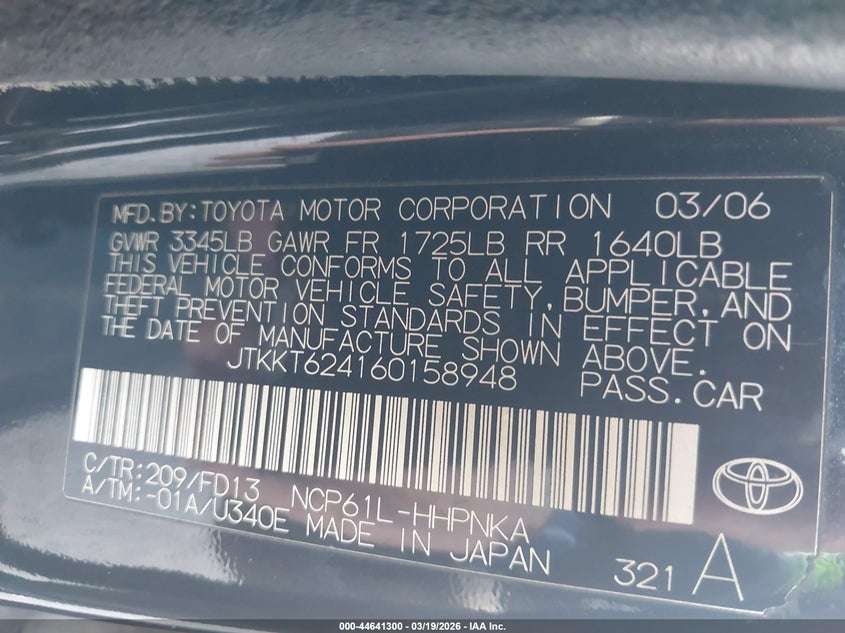 MFD.BY:TOYOTA MOTOR CORPORATION 03/06
GVWR 3345LB GAWR FR 1725LB RR 1640LB
THIS VEHICLE CONFORMS TO ALL APPLICABLE
FEDERAL MOTOR VEHICLE SAFETY, BUMPER, AND
THEFT PREVENTION STANDARDS IN EFFECT ON
THE DATE OF MANUFACTURE SHOWN ABOVE.
JTKKT624160158948 PASS.CAR
C/TR:209/FD13 NCP61L-HHPNKA
A/TM:-01A/U340E MADE IN JAPAN
321 A
000-44641300 - 03/19/2026 - IAA Inc.